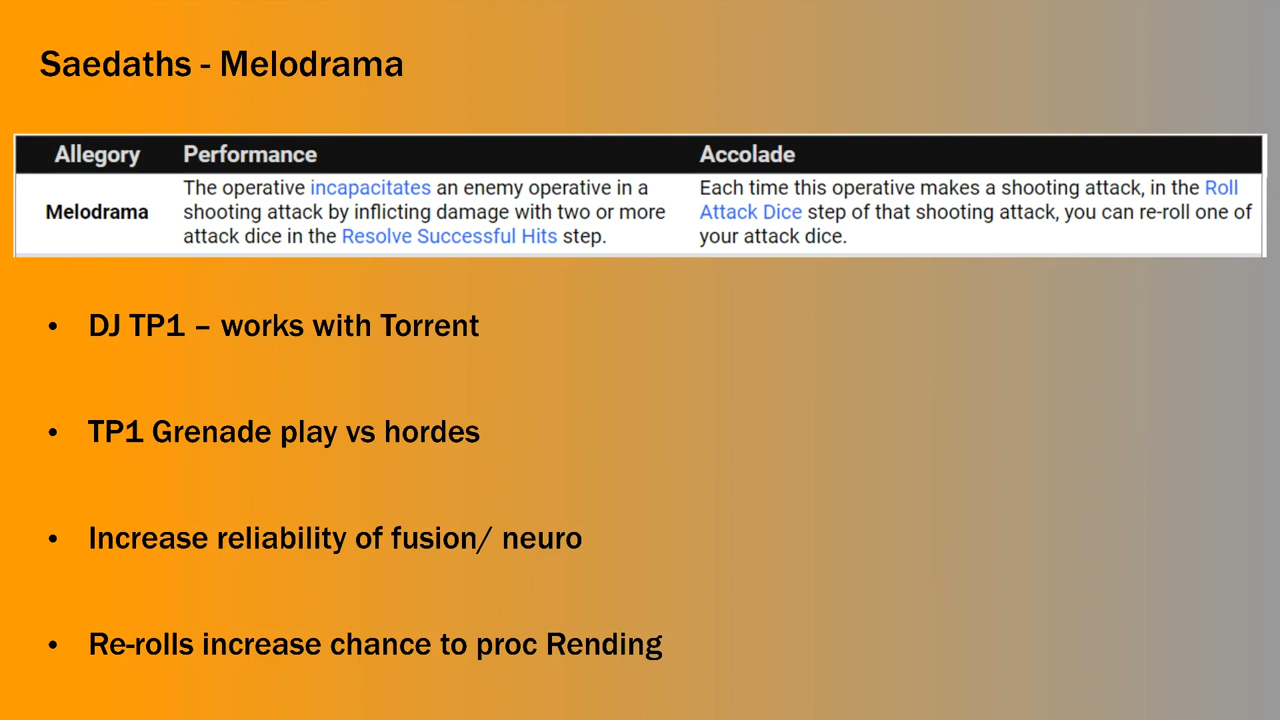 Saedaths - Melodrama
Allegory Performance Accolade
Melodrama
The operative incapacitates an enemy operative in a
shooting attack by inflicting damage with two or more
attack dice in the Resolve Successful Hits step.
Each time this operative makes a shooting attack, in the Roll
Attack Dice step of that shooting attack, you can re-roll one of
your attack dice.
• DJ TP1 – works with Torrent
• TP1 Grenade play vs hordes
• Increase reliability of fusion/ neuro
• Re-rolls increase chance to proc Rending